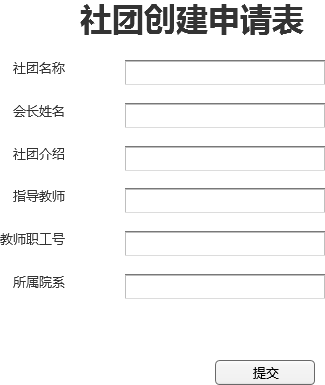 社团创建申请表
社团名称
会长姓名
社团介绍
指导教师
教师职工号
所属院系
提交